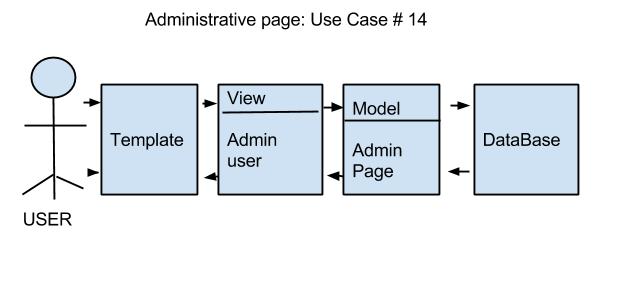 Administrative page: Use Case # 14
View
Model
Template
Admin
user
DataBase
Admin
Page
USER